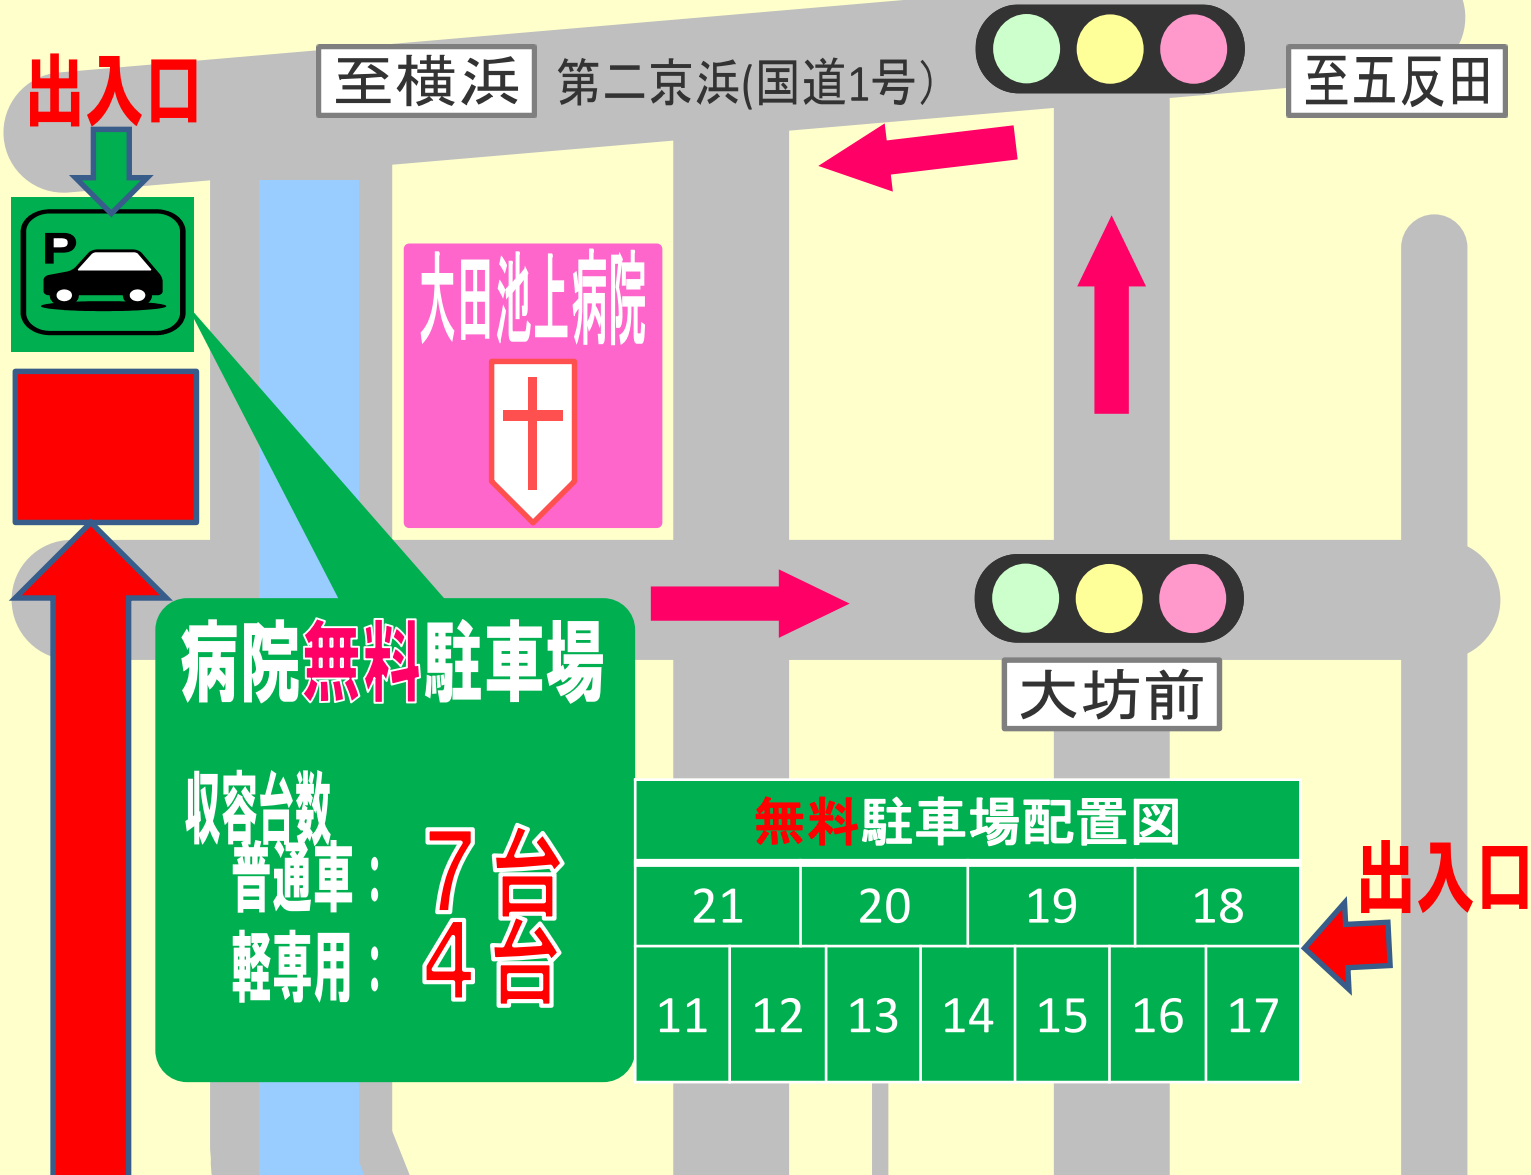 出入口
至横浜
第二京浜(国道1号)
至五反田
P
大田池上病院
病院無料駐車場
大坊前
収容台数
普通車： 7台
軽専用： 4台
無料駐車場配置図
21 20 19 18
11 12 13 14 15 16 17
出入口